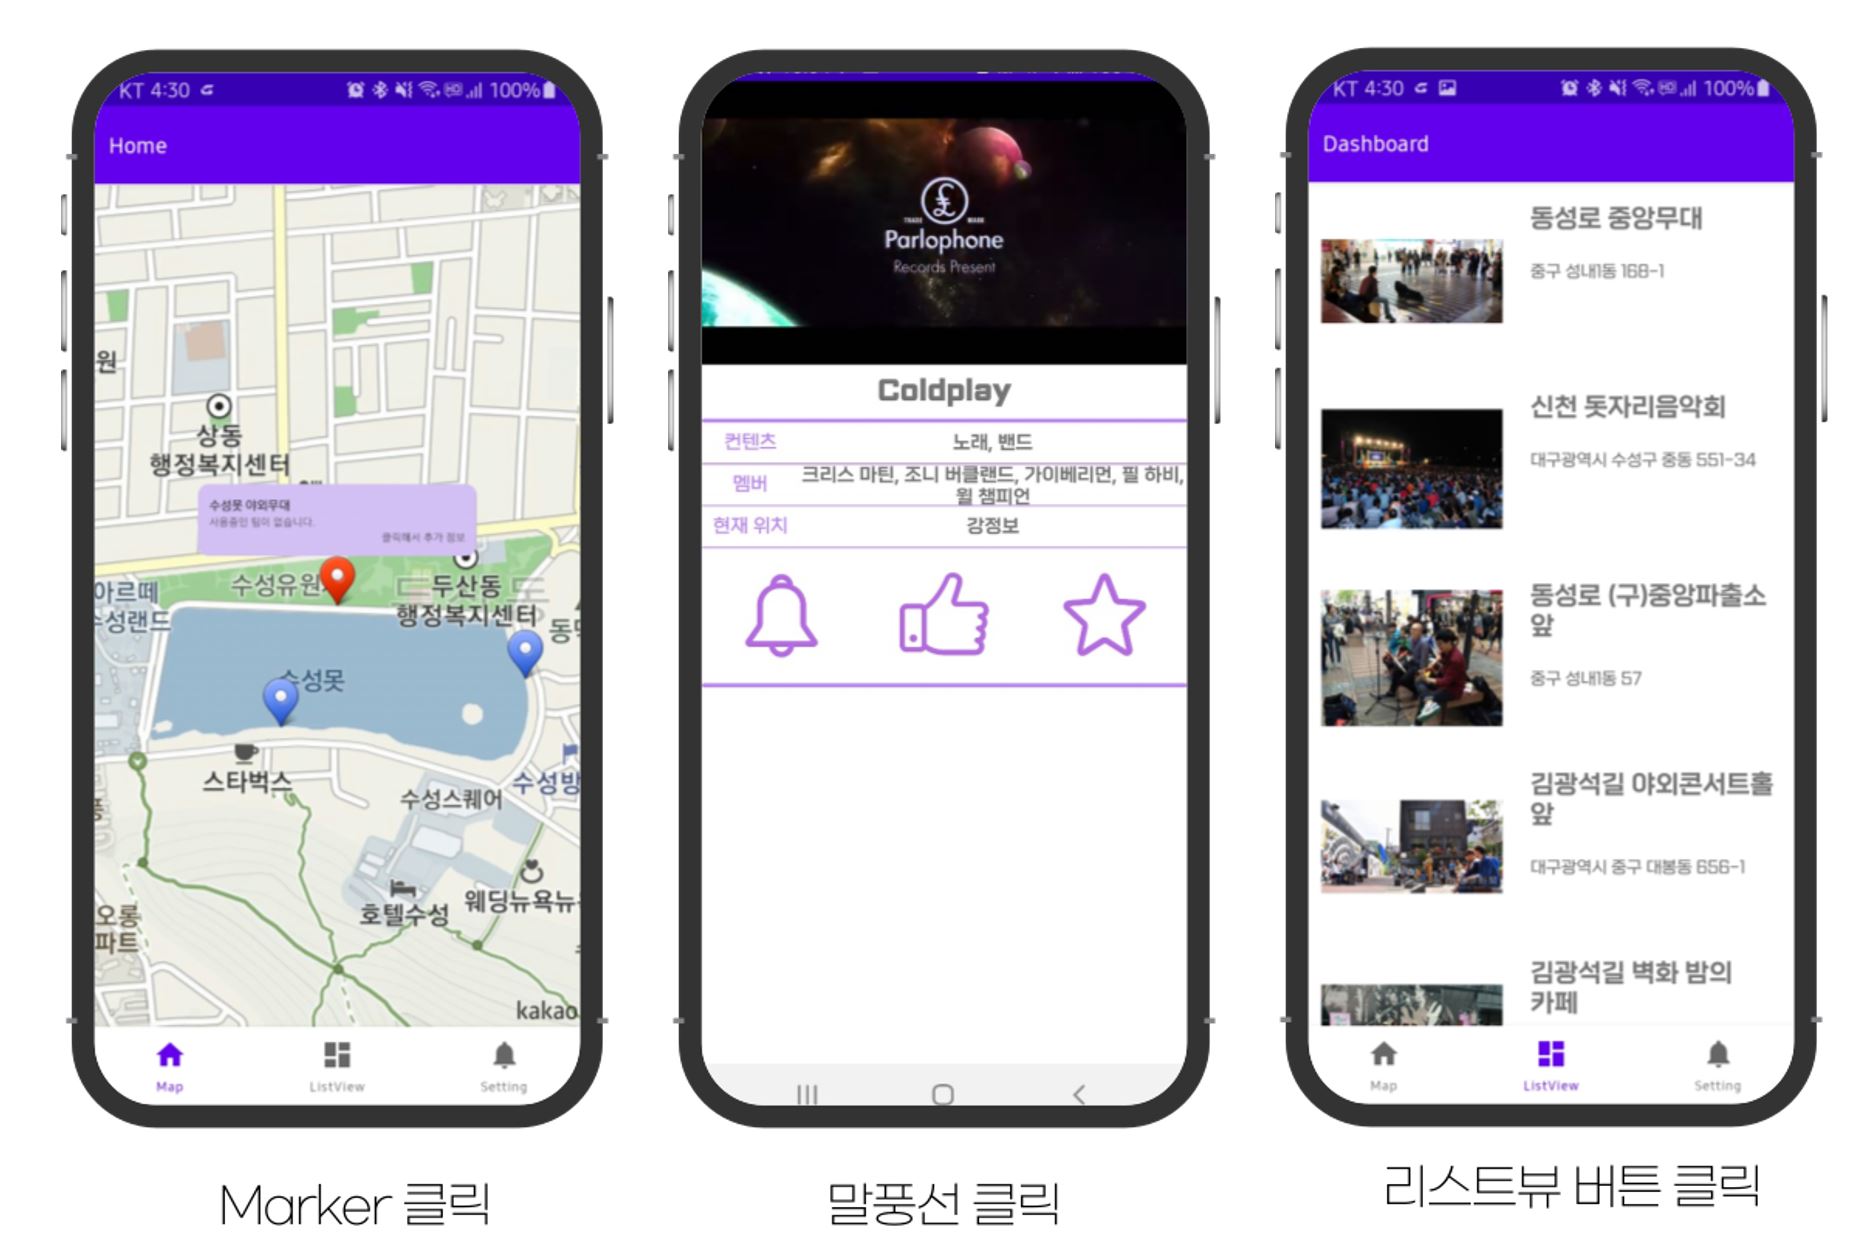 KT 4:30
100%
Home
원
상동
행정복지센터
수성못 야외무대
사용중인 팀이 없습니다.
클릭해서 추가 정보
아르떼
수성유원
두산동
행정복지센터
성랜드
동
수성못
스타벅스
수성스퀘어
수성방
웨딩뉴욕뉴
호텔수성
오롱
파트
kakao
Map
ListView
Setting
Marker 클릭
TRADE
MARK
Parlophone
Records Present
Coldplay
컨텐츠
노래, 밴드
멤버
크리스 마틴, 조니 버클랜드, 가이베리먼, 필 하비,
윌 챔피언
현재 위치
강정보
말풍선 클릭
KT 4:30
100%
Dashboard
동성로 중앙무대
중구 성내1동 168-1
신천 돗자리음악회
대구광역시 수성구 중동 551-34
동성로 (구)중앙파출소
앞
중구 성내1동 57
김광석길 야외콘서트홀
앞
대구광역시 중구 대봉동 656-1
김광석길 벽화 밤의
카페
Map
ListView
Setting
리스트뷰 버튼 클릭